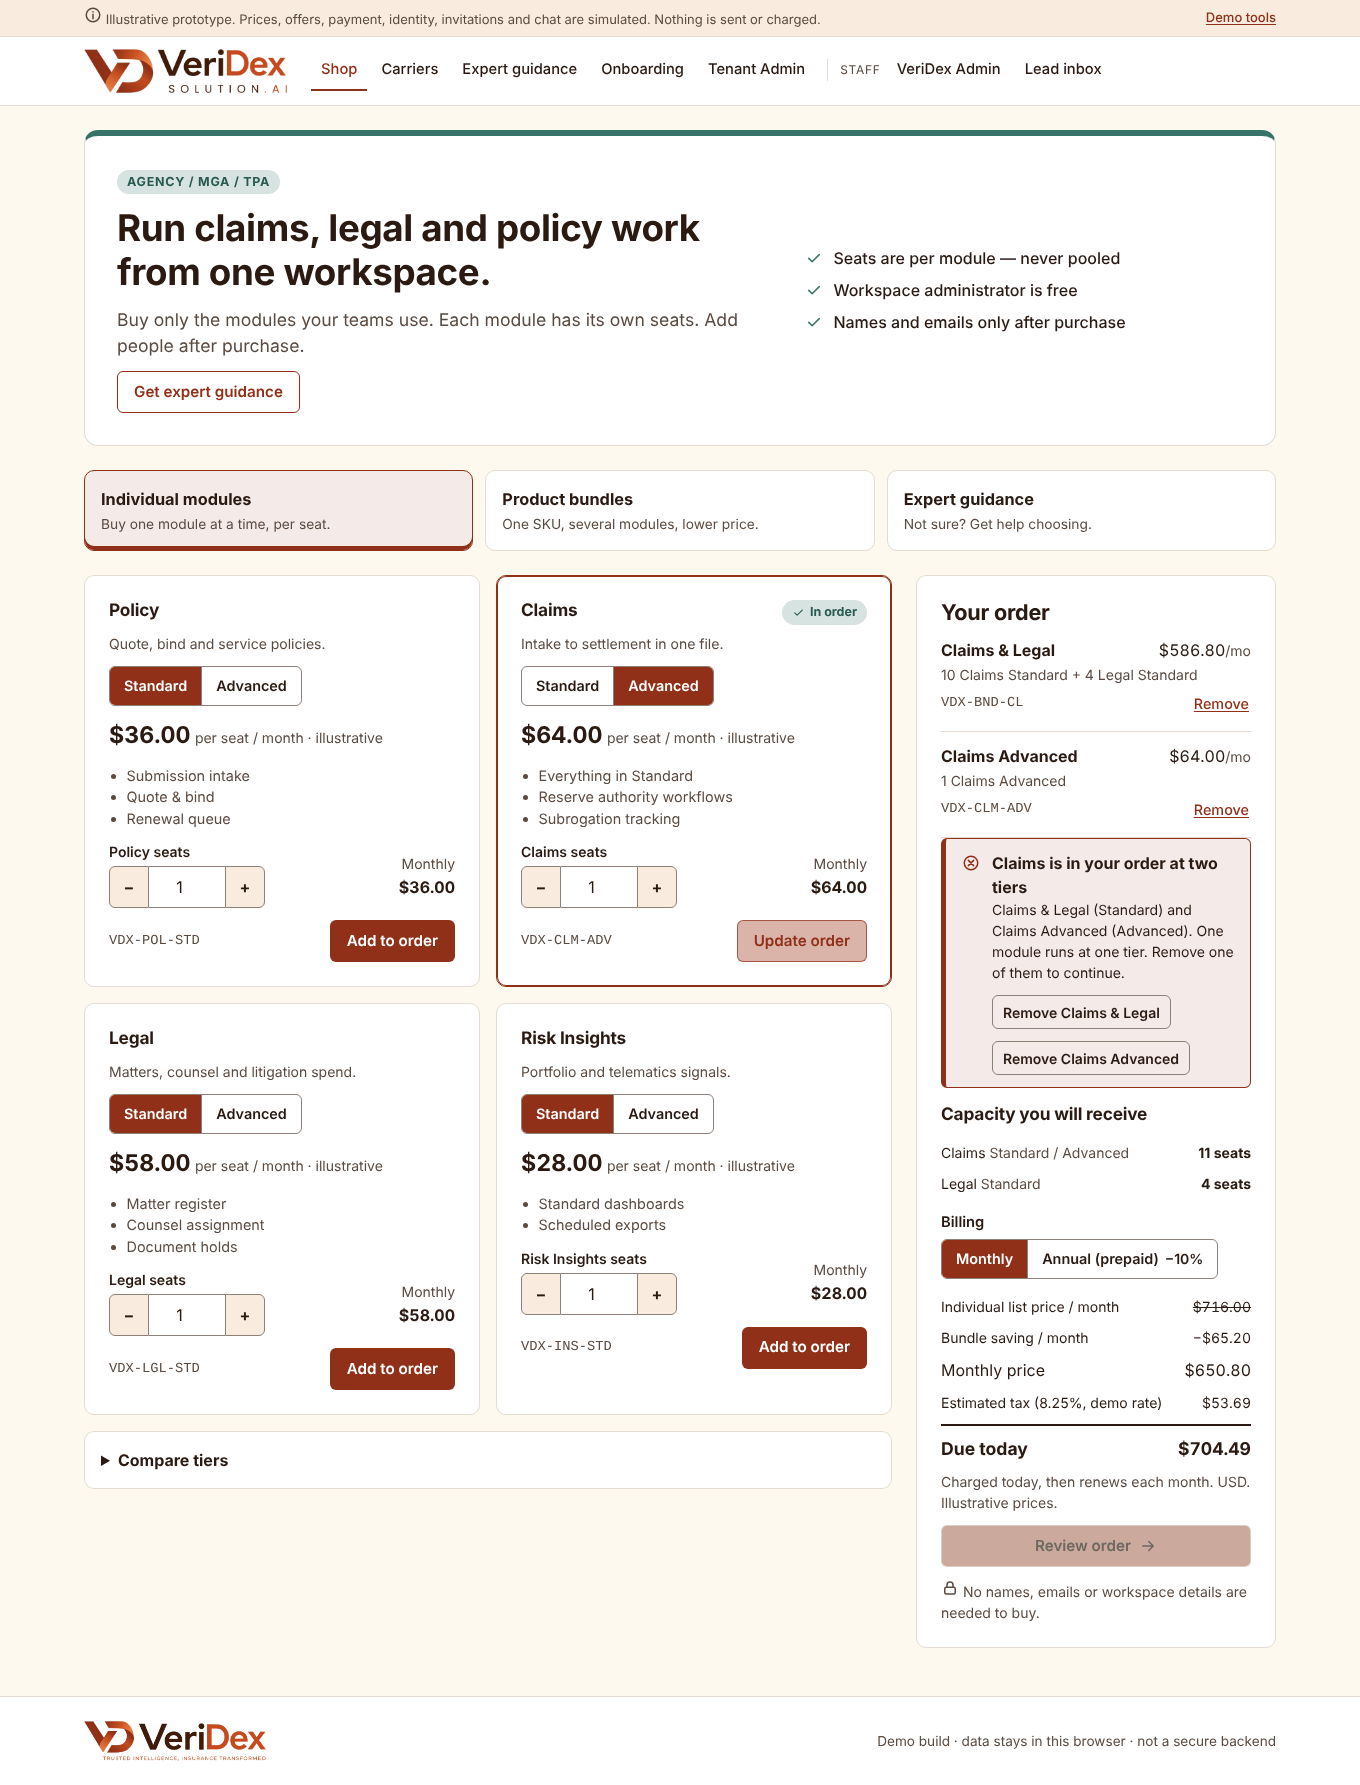 Illustrative prototype. Prices, offers, payment, identity, invitations and chat are simulated. Nothing is sent or charged.
Demo tools
VeriDex
SOLUTION.AI
Shop
Carriers
Expert guidance
Onboarding
Tenant Admin
STAFF
VeriDex Admin
Lead inbox
AGENCY / MGA / TPA
Run claims, legal and policy work
from one workspace.
Buy only the modules your teams use. Each module has its own seats. Add
people after purchase.
Get expert guidance
Seats are per module — never pooled
Workspace administrator is free
Names and emails only after purchase
Individual modules
Buy one module at a time, per seat.
Product bundles
One SKU, several modules, lower price.
Expert guidance
Not sure? Get help choosing.
Policy
Quote, bind and service policies.
Standard
Advanced
$36.00 per seat / month · illustrative
• Submission intake
• Quote & bind
• Renewal queue
Policy seats
− 1 +
Monthly
$36.00
VDX-POL-STD
Add to order
Claims
In order
Intake to settlement in one file.
Standard
Advanced
$64.00 per seat / month · illustrative
• Everything in Standard
• Reserve authority workflows
• Subrogation tracking
Claims seats
− 1 +
Monthly
$64.00
VDX-CLM-ADV
Update order
Legal
Matters, counsel and litigation spend.
Standard
Advanced
$58.00 per seat / month · illustrative
• Matter register
• Counsel assignment
• Document holds
Legal seats
− 1 +
Monthly
$58.00
VDX-LGL-STD
Add to order
Risk Insights
Portfolio and telematics signals.
Standard
Advanced
$28.00 per seat / month · illustrative
• Standard dashboards
• Scheduled exports
Risk Insights seats
− 1 +
Monthly
$28.00
VDX-INS-STD
Add to order
Compare tiers
Your order
Claims & Legal $586.80/mo
10 Claims Standard + 4 Legal Standard
VDX-BND-CL
Remove
Claims Advanced $64.00/mo
1 Claims Advanced
VDX-CLM-ADV
Remove
Claims is in your order at two
tiers
Claims & Legal (Standard) and
Claims Advanced (Advanced). One
module runs at one tier. Remove one
of them to continue.
Remove Claims & Legal
Remove Claims Advanced
Capacity you will receive
Claims Standard / Advanced 11 seats
Legal Standard 4 seats
Billing
Monthly
Annual (prepaid) −10%
Individual list price / month $716.00
Bundle saving / month −$65.20
Monthly price $650.80
Estimated tax (8.25%, demo rate) $53.69
Due today $704.49
Charged today, then renews each month. USD.
Illustrative prices.
Review order →
No names, emails or workspace details are
needed to buy.
VeriDex
TRUSTED INTELLIGENCE, INSURANCE TRANSFORMED
Demo build · data stays in this browser · not a secure backend